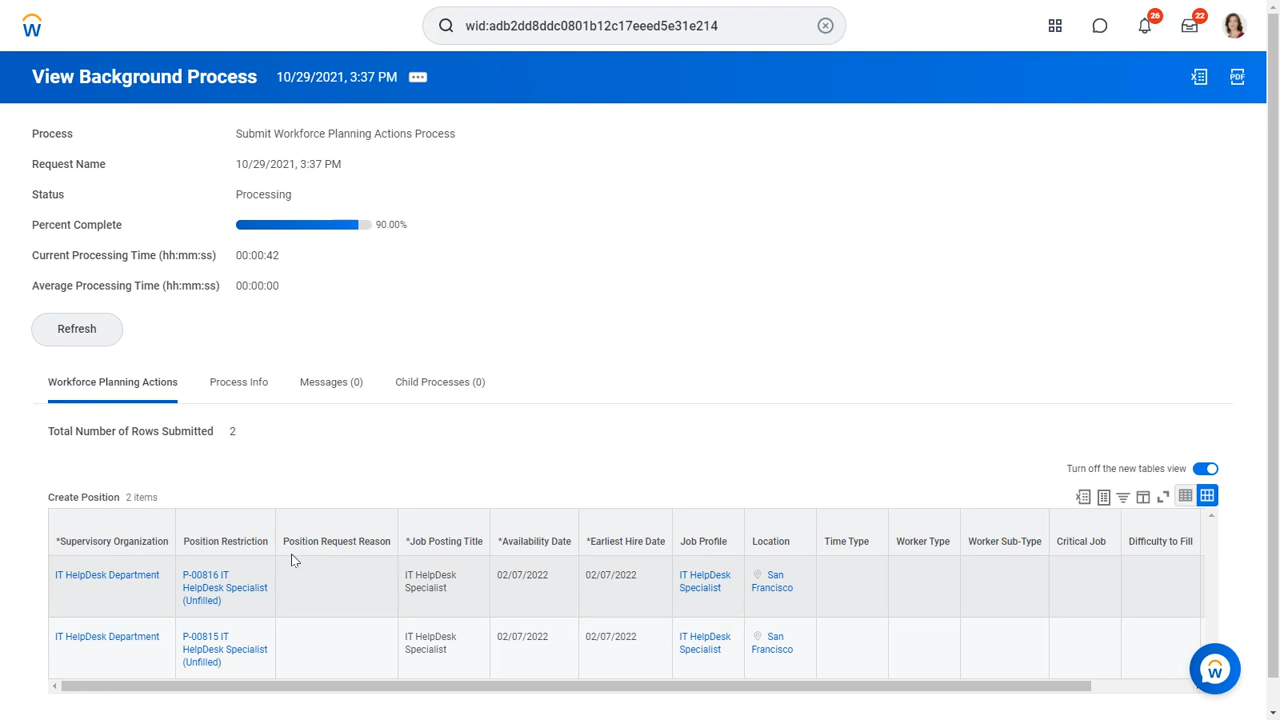 wid:adb2dd8ddc0801b12c17eeed5e31e214
26
22
View Background Process 10/29/2021, 3:37 PM
PDF
Process Submit Workforce Planning Actions Process
Request Name 10/29/2021, 3:37 PM
Status Processing
Percent Complete 90.00%
Current Processing Time (hh:mm:ss) 00:00:42
Average Processing Time (hh:mm:ss) 00:00:00
Refresh
Workforce Planning Actions Process Info Messages (0) Child Processes (0)
Total Number of Rows Submitted 2
Turn off the new tables view
Create Position 2 items
*Supervisory Organization Position Restriction Position Request Reason *Job Posting Title *Availability Date *Earliest Hire Date Job Profile Location Time Type Worker Type Worker Sub-Type Critical Job Difficulty to Fill
IT HelpDesk Department P-00816 IT IT HelpDesk 02/07/2022 02/07/2022 IT HelpDesk San
HelpDesk Specialist Specialist Specialist Francisco
(Unfilled)
IT HelpDesk Department P-00815 IT IT HelpDesk 02/07/2022 02/07/2022 IT HelpDesk San
HelpDesk Specialist Specialist Specialist Francisco
(Unfilled)